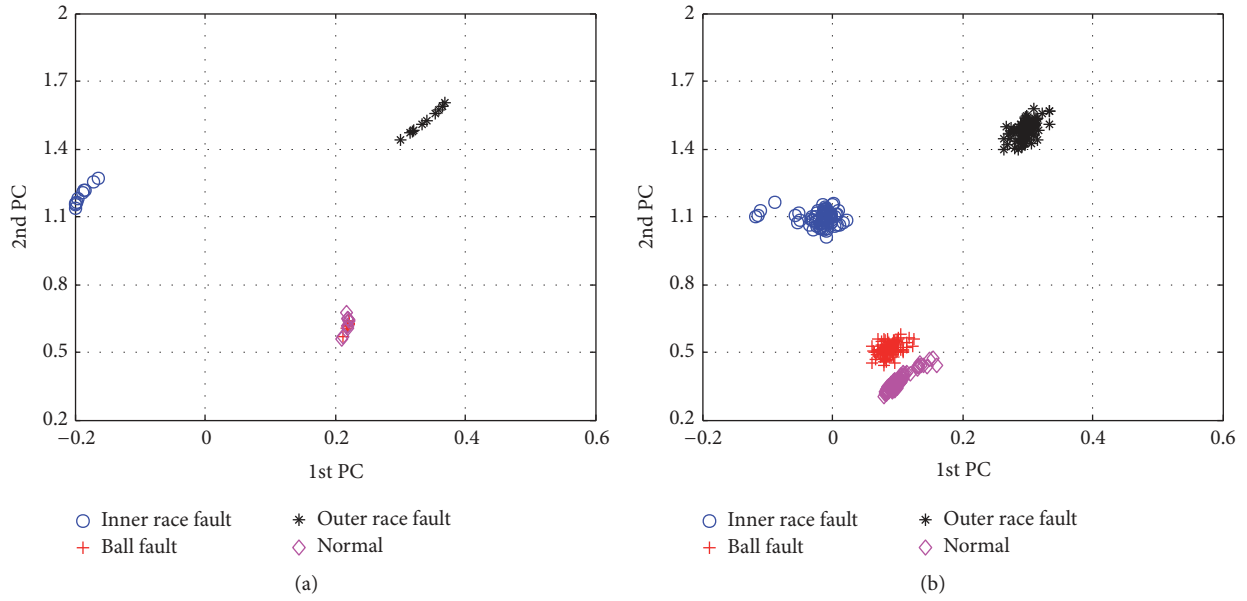 2
1.7
1.4
1.1
0.8
0.5
0.2
2nd PC
−0.2 0 0.2 0.4 0.6
1st PC
Inner race fault
Outer race fault
Ball fault
Normal
(a)
2
1.7
1.4
1.1
0.8
0.5
0.2
2nd PC
−0.2 0 0.2 0.4 0.6
1st PC
Inner race fault
Outer race fault
Ball fault
Normal
(b)